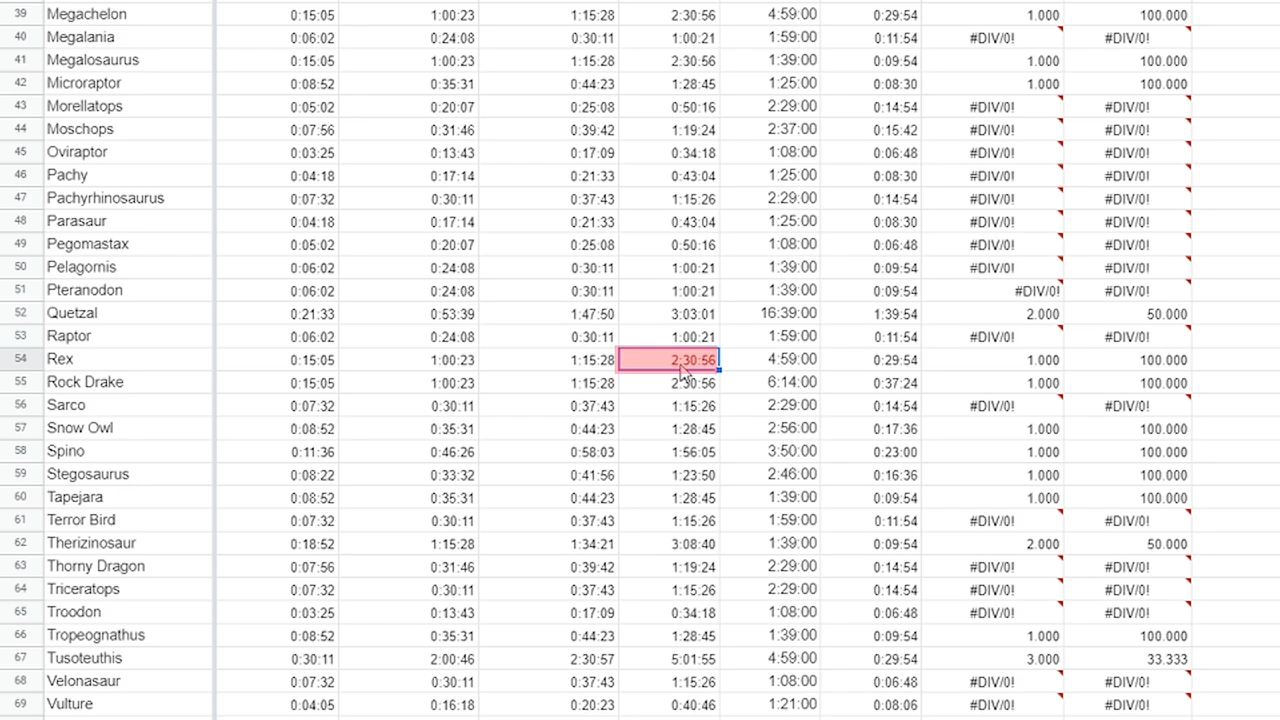 39 Megachelon 0:15:05 1:00:23 1:15:28 2:30:56 4:59:00 0:29:54 1.000 100.000
40 Megalania 0:06:02 0:24:08 0:30:11 1:00:21 1:59:00 0:11:54 #DIV/0! #DIV/0!
41 Megalosaurus 0:15:05 1:00:23 1:15:28 2:30:56 1:39:00 0:09:54 1.000 100.000
42 Microraptor 0:08:52 0:35:31 0:44:23 1:28:45 1:25:00 0:08:30 1.000 100.000
43 Morellatops 0:05:02 0:20:07 0:25:08 0:50:16 2:29:00 0:14:54 #DIV/0! #DIV/0!
44 Moschops 0:07:56 0:31:46 0:39:42 1:19:24 2:37:00 0:15:42 #DIV/0! #DIV/0!
45 Oviraptor 0:03:25 0:13:43 0:17:09 0:34:18 1:08:00 0:06:48 #DIV/0! #DIV/0!
46 Pachy 0:04:18 0:17:14 0:21:33 0:43:04 1:25:00 0:08:30 #DIV/0! #DIV/0!
47 Pachyrhinosaurus 0:07:32 0:30:11 0:37:43 1:15:26 2:29:00 0:14:54 #DIV/0! #DIV/0!
48 Parasaur 0:04:18 0:17:14 0:21:33 0:43:04 1:25:00 0:08:30 #DIV/0! #DIV/0!
49 Pegomastax 0:05:02 0:20:07 0:25:08 0:50:16 1:08:00 0:06:48 #DIV/0! #DIV/0!
50 Pelagornis 0:06:02 0:24:08 0:30:11 1:00:21 1:39:00 0:09:54 #DIV/0! #DIV/0!
51 Pteranodon 0:06:02 0:24:08 0:30:11 1:00:21 1:39:00 0:09:54 #DIV/0! #DIV/0!
52 Quetzal 0:21:33 0:53:39 1:47:50 3:03:01 16:39:00 1:39:54 2.000 50.000
53 Raptor 0:06:02 0:24:08 0:30:11 1:00:21 1:59:00 0:11:54 #DIV/0! #DIV/0!
54 Rex 0:15:05 1:00:23 1:15:28 2:30:56 4:59:00 0:29:54 1.000 100.000
55 Rock Drake 0:15:05 1:00:23 1:15:28 2:30:56 6:14:00 0:37:24 1.000 100.000
56 Sarco 0:07:32 0:30:11 0:37:43 1:15:26 2:29:00 0:14:54 #DIV/0! #DIV/0!
57 Snow Owl 0:08:52 0:35:31 0:44:23 1:28:45 2:56:00 0:17:36 1.000 100.000
58 Spino 0:11:36 0:46:26 0:58:03 1:56:05 3:50:00 0:23:00 1.000 100.000
59 Stegosaurus 0:08:22 0:33:32 0:41:56 1:23:50 2:46:00 0:16:36 1.000 100.000
60 Tapejara 0:08:52 0:35:31 0:44:23 1:28:45 1:39:00 0:09:54 1.000 100.000
61 Terror Bird 0:07:32 0:30:11 0:37:43 1:15:26 1:59:00 0:11:54 #DIV/0! #DIV/0!
62 Therizinosaur 0:18:52 1:15:28 1:34:21 3:08:40 1:39:00 0:09:54 2.000 50.000
63 Thorny Dragon 0:07:56 0:31:46 0:39:42 1:19:24 2:29:00 0:14:54 #DIV/0! #DIV/0!
64 Triceratops 0:07:32 0:30:11 0:37:43 1:15:26 2:29:00 0:14:54 #DIV/0! #DIV/0!
65 Troodon 0:03:25 0:13:43 0:17:09 0:34:18 1:08:00 0:06:48 #DIV/0! #DIV/0!
66 Tropeognathus 0:08:52 0:35:31 0:44:23 1:28:45 1:39:00 0:09:54 1.000 100.000
67 Tusoteuthis 0:30:11 2:00:46 2:30:57 5:01:55 4:59:00 0:29:54 3.000 33.333
68 Velonasaur 0:07:32 0:30:11 0:37:43 1:15:26 1:08:00 0:06:48 #DIV/0! #DIV/0!
69 Vulture 0:04:05 0:16:18 0:20:23 0:40:46 1:21:00 0:08:06 #DIV/0! #DIV/0!